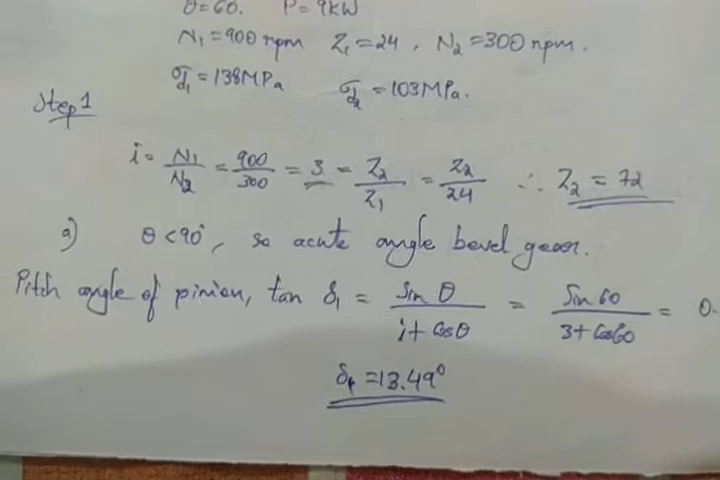 θ=60. P=9kW
N₁=900 rpm Z₁=24, N₂=300 rpm.
σd₁=138MPa σd₂=103MPa.
Step 1
i = N₁/N₂ = 900/300 = 3 = Z₂/Z₁ = Z₂/24 ∴ Z₂ = 72
a) θ<90°, so acute angle bevel gear.
Pitch angle of pinion, tan δ₁ = Sin θ/i+Cosθ = Sin 60/3+Cos60 = 0.
δ₁=13.49°